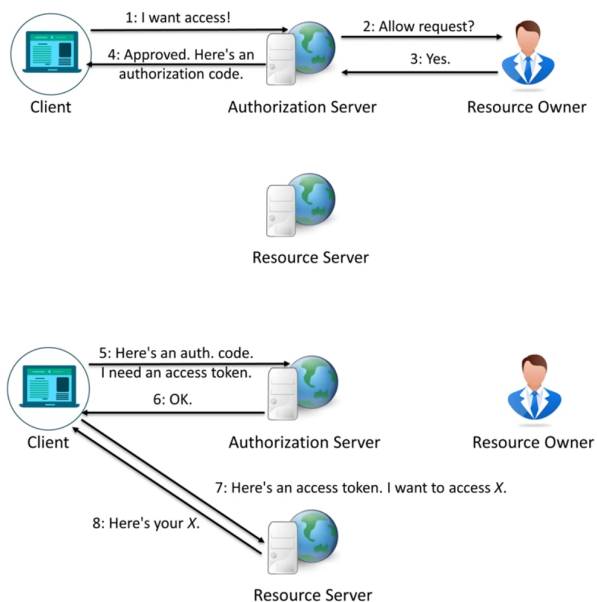 1: I want access!
2: Allow request?
4: Approved. Here's an
authorization code.
3: Yes.
Client
Authorization Server
Resource Owner
Resource Server
5: Here's an auth. code.
I need an access token.
6: OK.
Client
Authorization Server
Resource Owner
7: Here's an access token. I want to access X.
8: Here's your X.
Resource Server